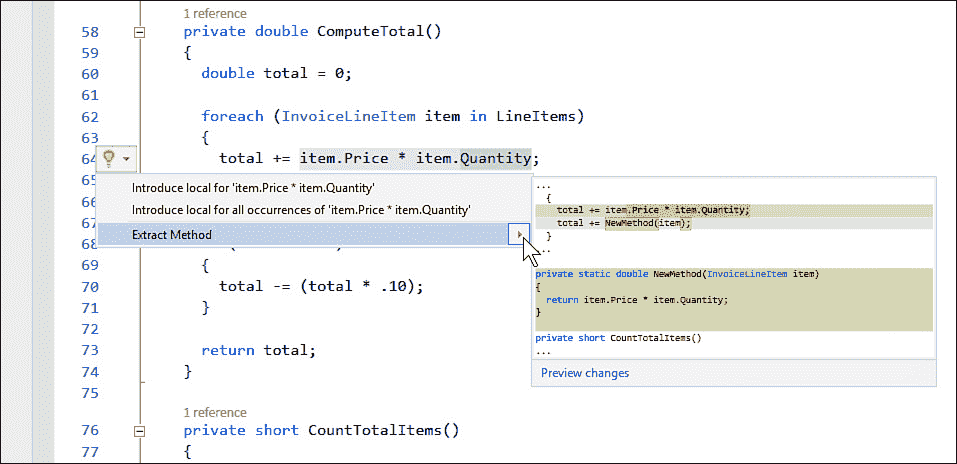 1 reference
58 private double ComputeTotal()
59 {
60 double total = 0;
61
62 foreach (InvoiceLineItem item in LineItems)
63 {
64 total += item.Price * item.Quantity;
65
Introduce local for 'item.Price * item.Quantity'
66
Introduce local for all occurrences of 'item.Price * item.Quantity'
67
Extract Method
68
69 {
70 total -= (total * .10);
71 }
72
73 return total;
74 }
75
1 reference
76 private short CountTotalItems()
77 {
...
{
total += item.Price * item.Quantity;
total += NewMethod(item);
}
...
private static double NewMethod(InvoiceLineItem item)
{
return item.Price * item.Quantity;
}
private short CountTotalItems()
...
Preview changes